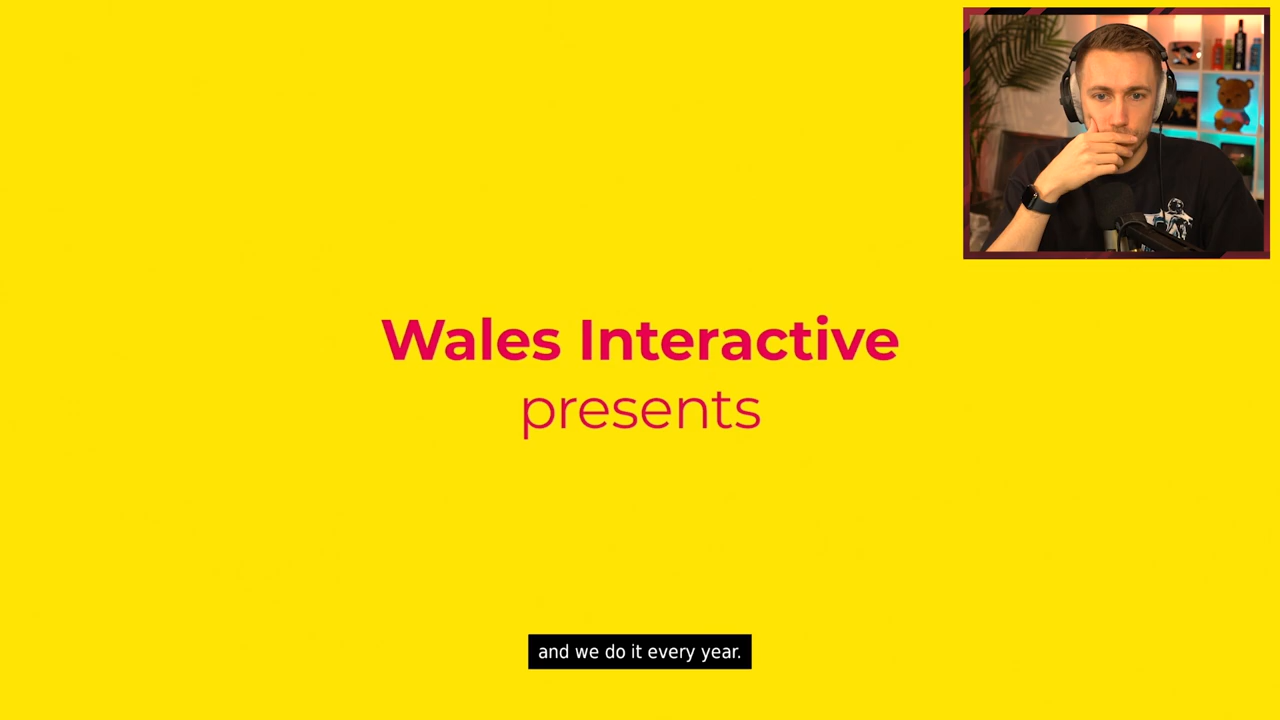 Wales Interactive
presents
and we do it every year.